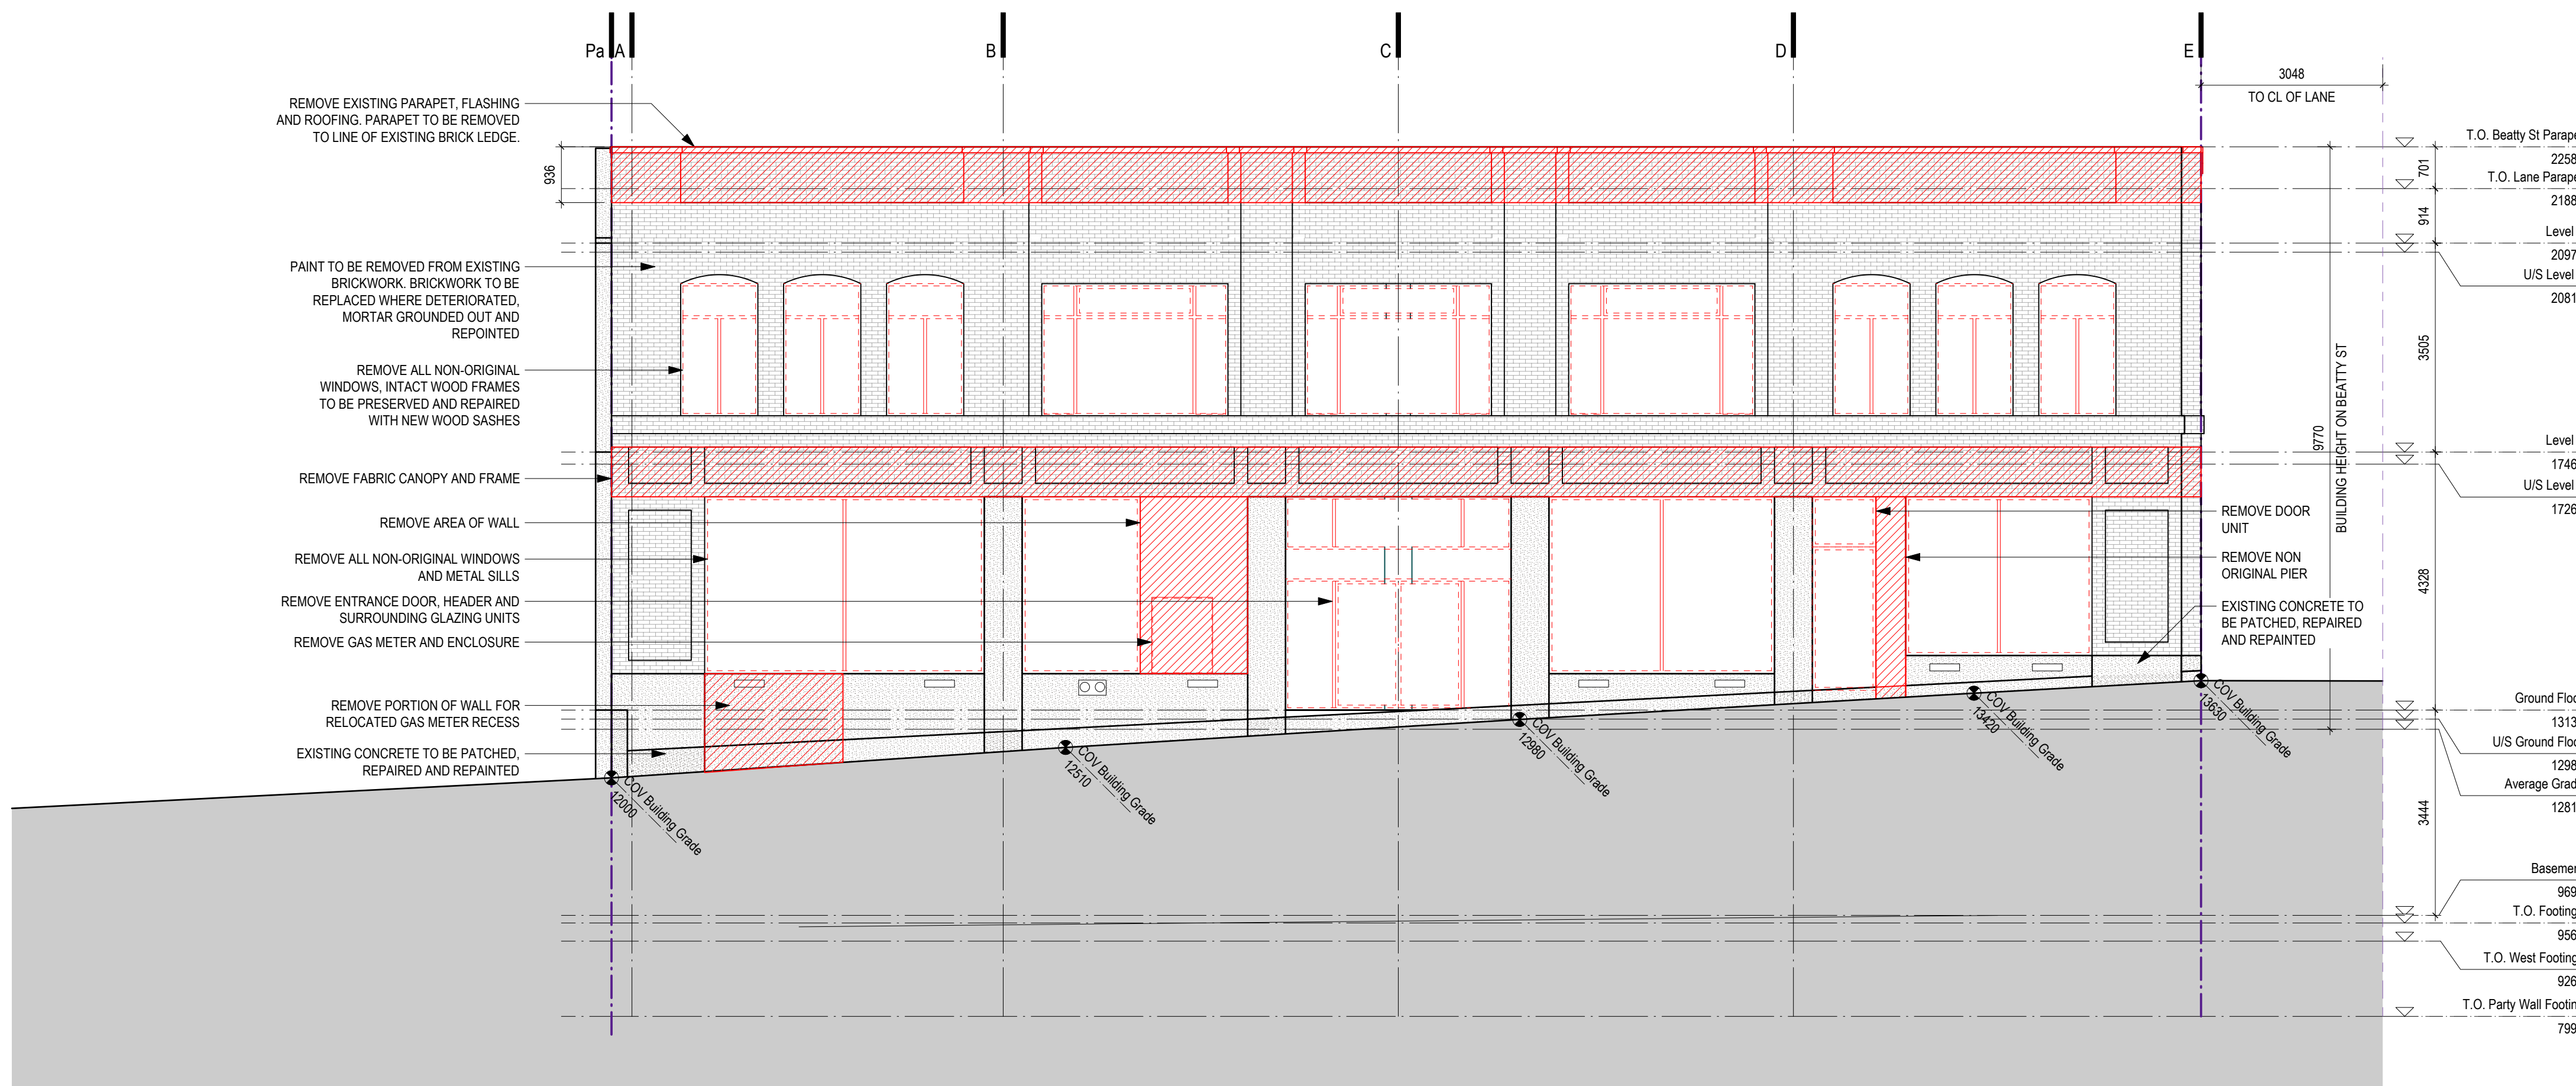 Pa
A
B
C
D
E
3048
TO CL OF LANE
REMOVE EXISTING PARAPET, FLASHING
AND ROOFING. PARAPET TO BE REMOVED
TO LINE OF EXISTING BRICK LEDGE.
936
PAINT TO BE REMOVED FROM EXISTING
BRICKWORK. BRICKWORK TO BE
REPLACED WHERE DETERIORATED,
MORTAR GROUNDED OUT AND
REPOINTED
REMOVE ALL NON-ORIGINAL
WINDOWS, INTACT WOOD FRAMES
TO BE PRESERVED AND REPAIRED
WITH NEW WOOD SASHES
REMOVE FABRIC CANOPY AND FRAME
REMOVE AREA OF WALL
REMOVE ALL NON-ORIGINAL WINDOWS
AND METAL SILLS
REMOVE ENTRANCE DOOR, HEADER AND
SURROUNDING GLAZING UNITS
REMOVE GAS METER AND ENCLOSURE
REMOVE PORTION OF WALL FOR
RELOCATED GAS METER RECESS
EXISTING CONCRETE TO BE PATCHED,
REPAIRED AND REPAINTED
COV Building Grade
12000
COV Building Grade
12510
COV Building Grade
12980
COV Building Grade
13420
COV Building Grade
13630
REMOVE DOOR
UNIT
REMOVE NON
ORIGINAL PIER
EXISTING CONCRETE TO
BE PATCHED, REPAIRED
AND REPAINTED
9770
BUILDING HEIGHT ON BEATTY ST
701
914
3505
4328
3444
T.O. Beatty St Parape
2258
T.O. Lane Parape
2188
Level
2097
U/S Level
2081
Level
1746
U/S Level
1726
Ground Floo
1313
U/S Ground Floo
1298
Average Grad
1281
Basemen
969
T.O. Footing
956
T.O. West Footing
926
T.O. Party Wall Footin
799